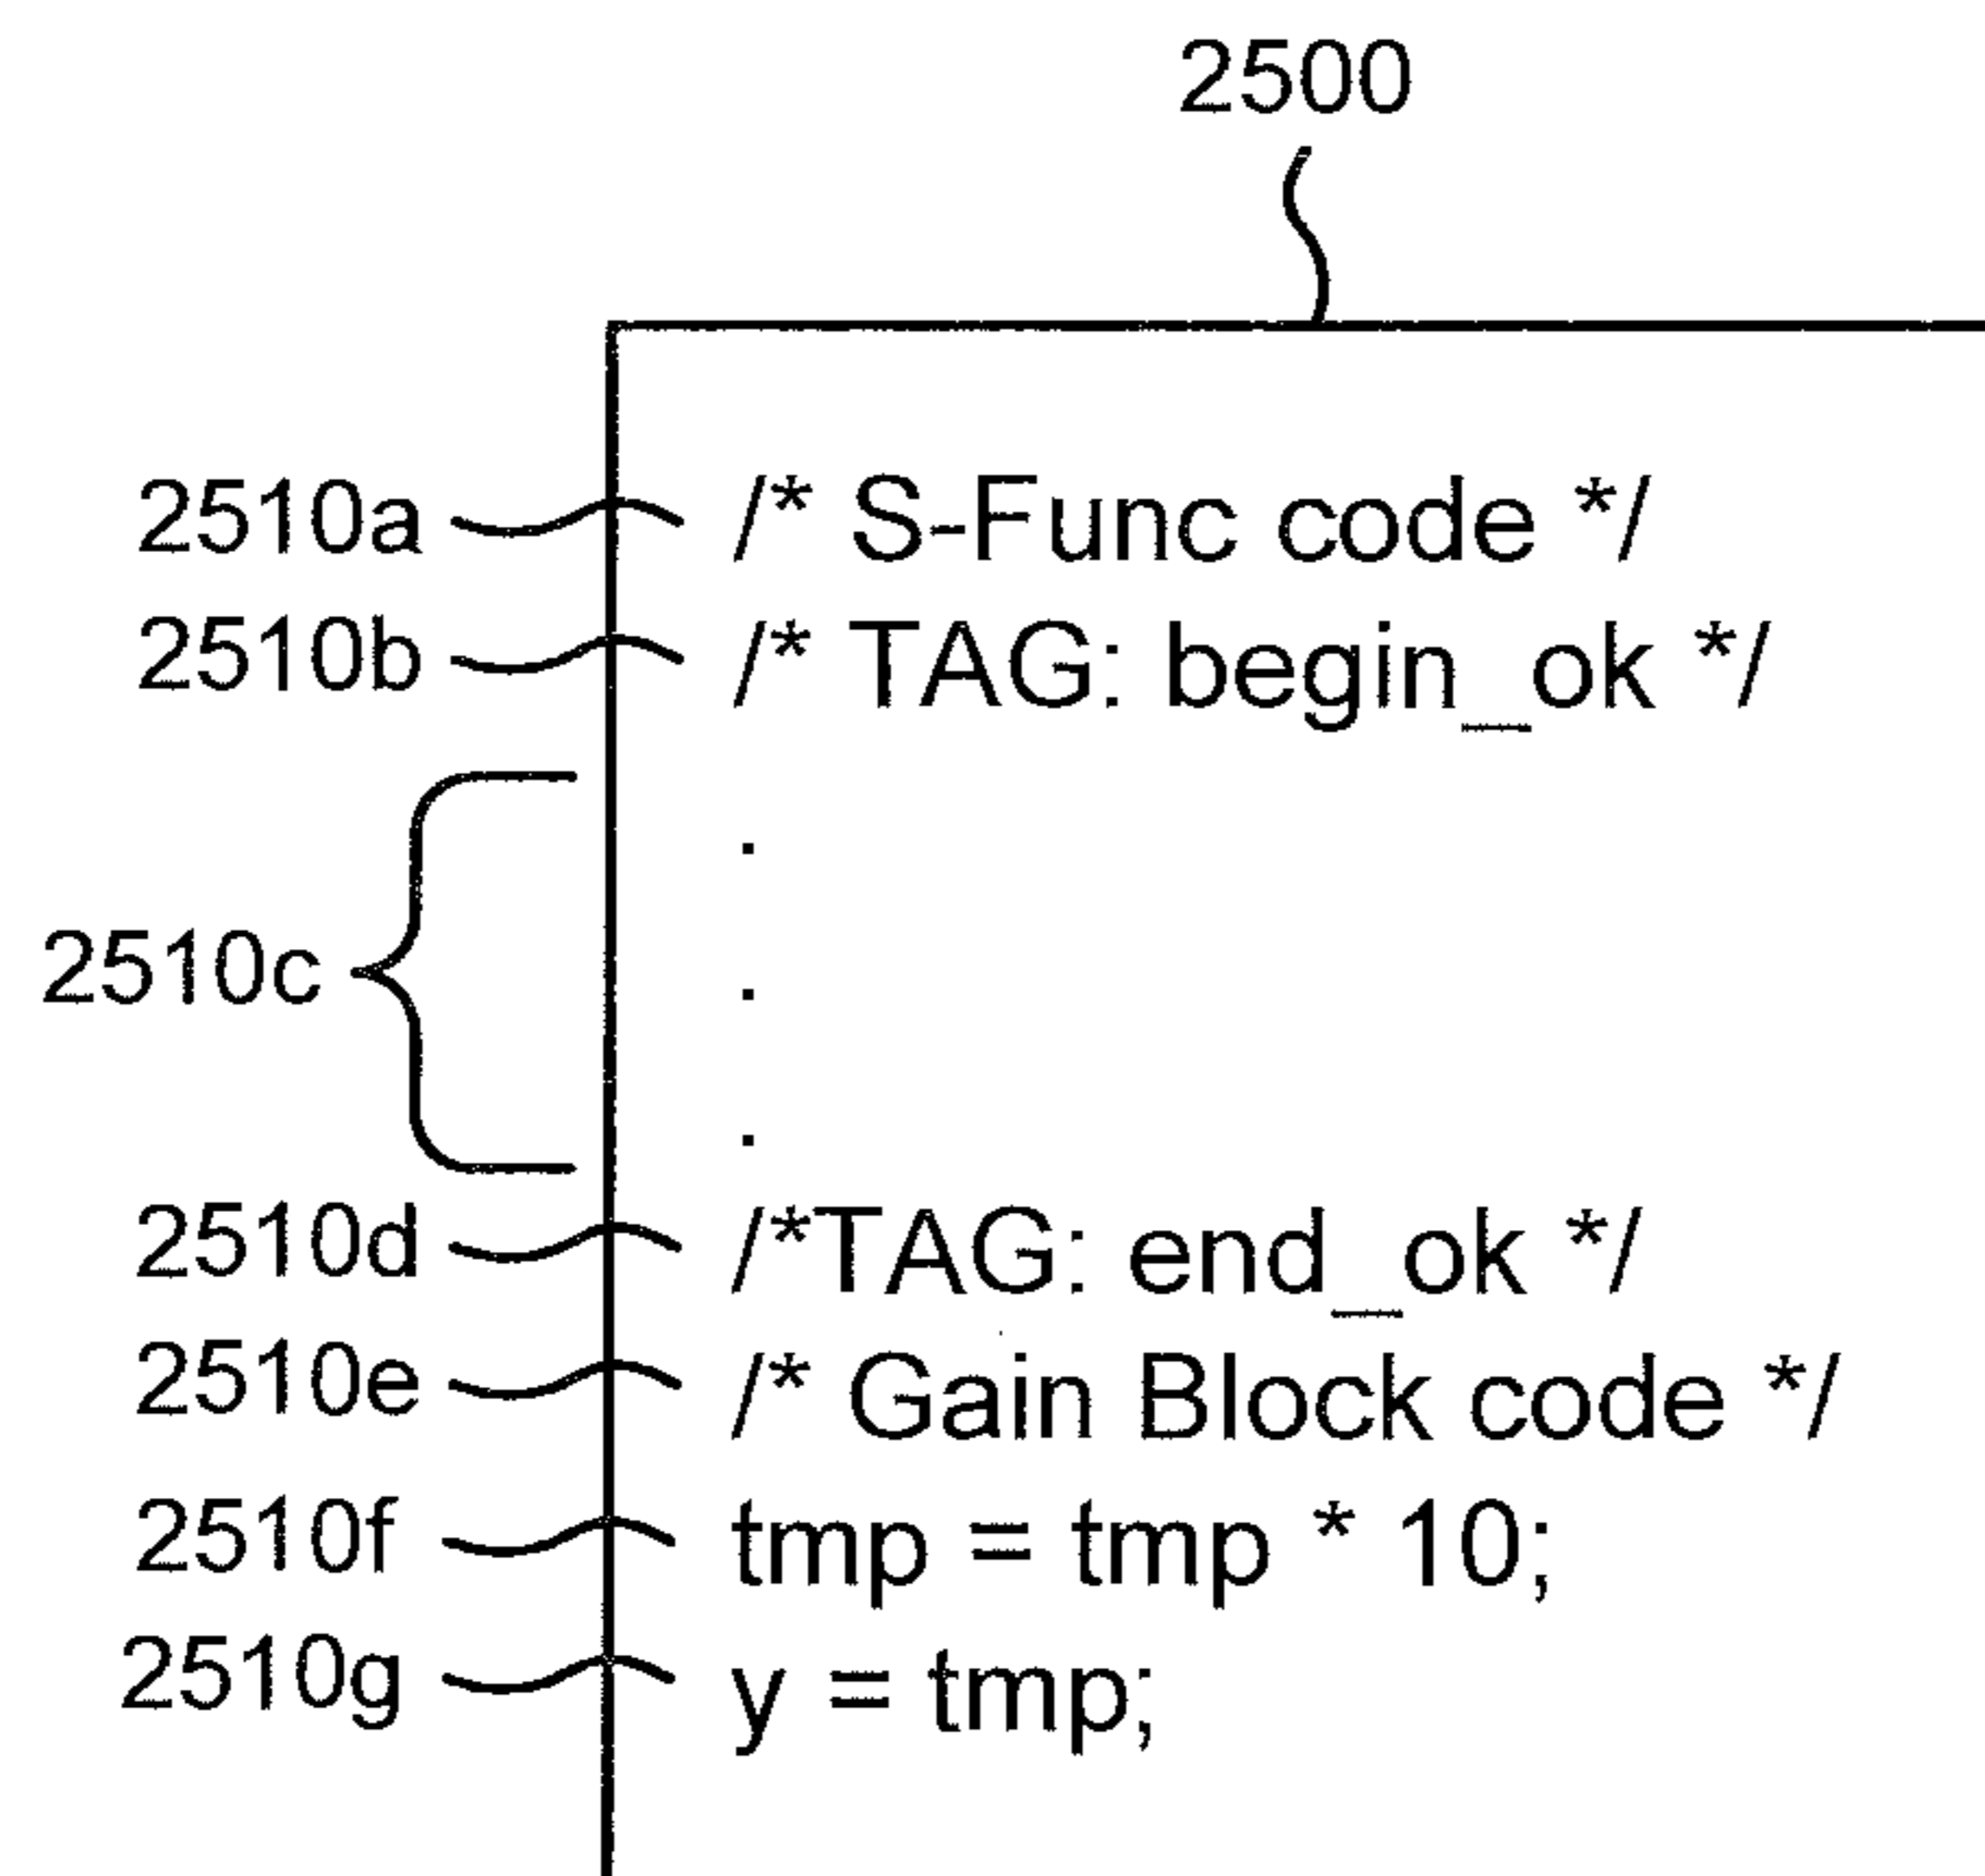 2500
2510a /* S-Func code */
2510b /* TAG: begin_ok */
.
2510c .
.
2510d /*TAG: end_ok */
2510e /* Gain Block code */
2510f tmp = tmp * 10;
2510g y = tmp;